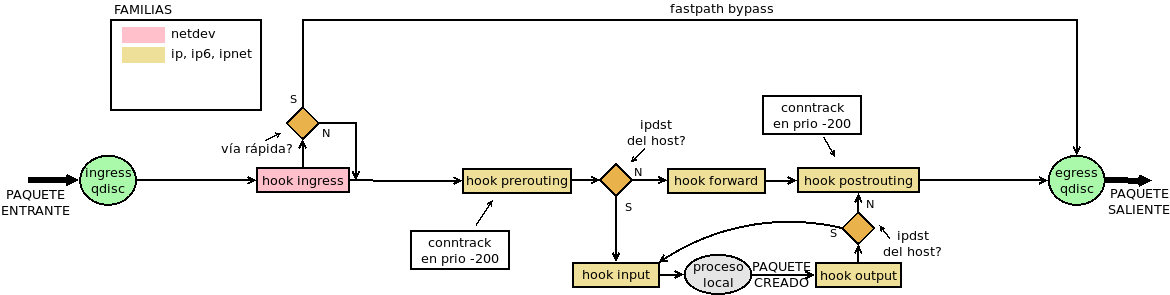 FAMILIAS
netdev
ip, ip6, ipnet
fastpath bypass
S
N
vía rápida?
ingress
qdisc
PAQUETE
ENTRANTE
hook ingress
hook prerouting
conntrack
en prio -200
ipdst
del host?
N
S
hook forward
conntrack
en prio -200
hook postrouting
egress
qdisc
PAQUETE
SALIENTE
N
S
ipdst
del host?
hook input
proceso
local
PAQUETE
CREADO
hook output